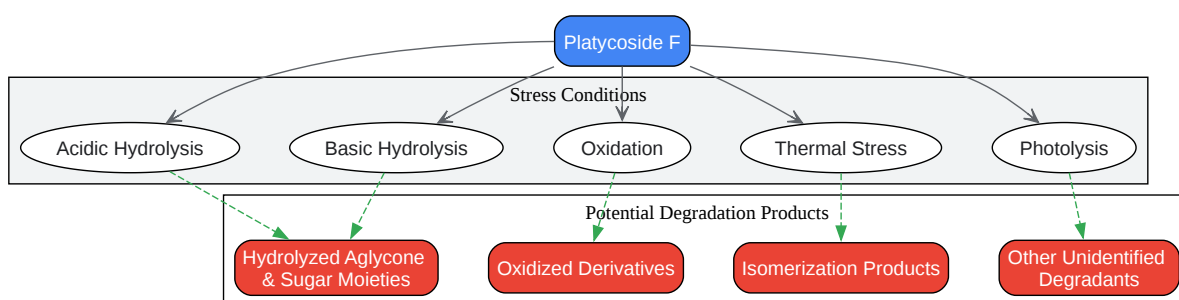 Platycoside F
Stress Conditions
Acidic Hydrolysis
Basic Hydrolysis
Oxidation
Thermal Stress
Photolysis
Potential Degradation Products
Hydrolyzed Aglycone
& Sugar Moieties
Oxidized Derivatives
Isomerization Products
Other Unidentified
Degradants